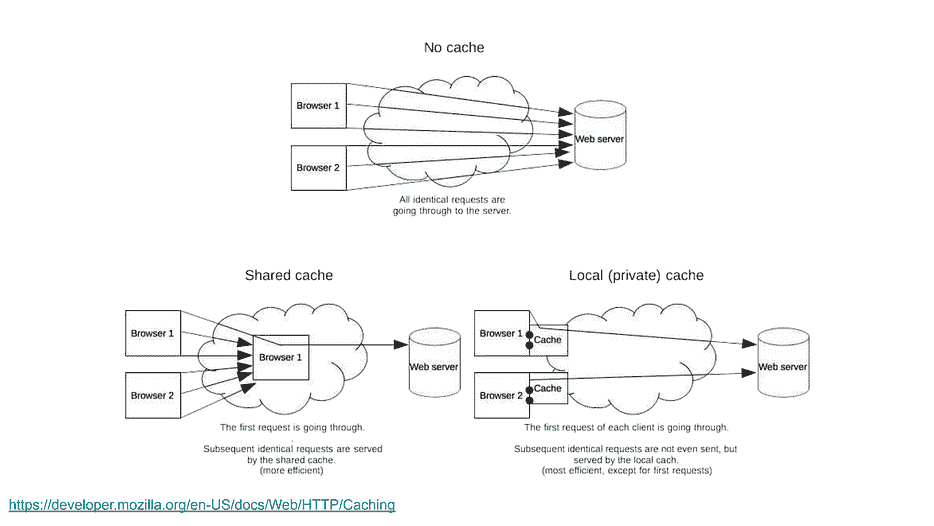 No cache
Browser 1
Browser 2
Web server
All identical requests are
going through to the server.
Shared cache
Browser 1
Browser 2
Browser 1
Web server
The first request is going through.
Subsequent identical requests are served
by the shared cache.
(more efficient)
Local (private) cache
Browser 1
Cache
Browser 2
Cache
Web server
The first request of each client is going through.
Subsequent identical requests are not even sent, but
served by the local cach.
(most efficient, except for first requests)
https://developer.mozilla.org/en-US/docs/Web/HTTP/Caching